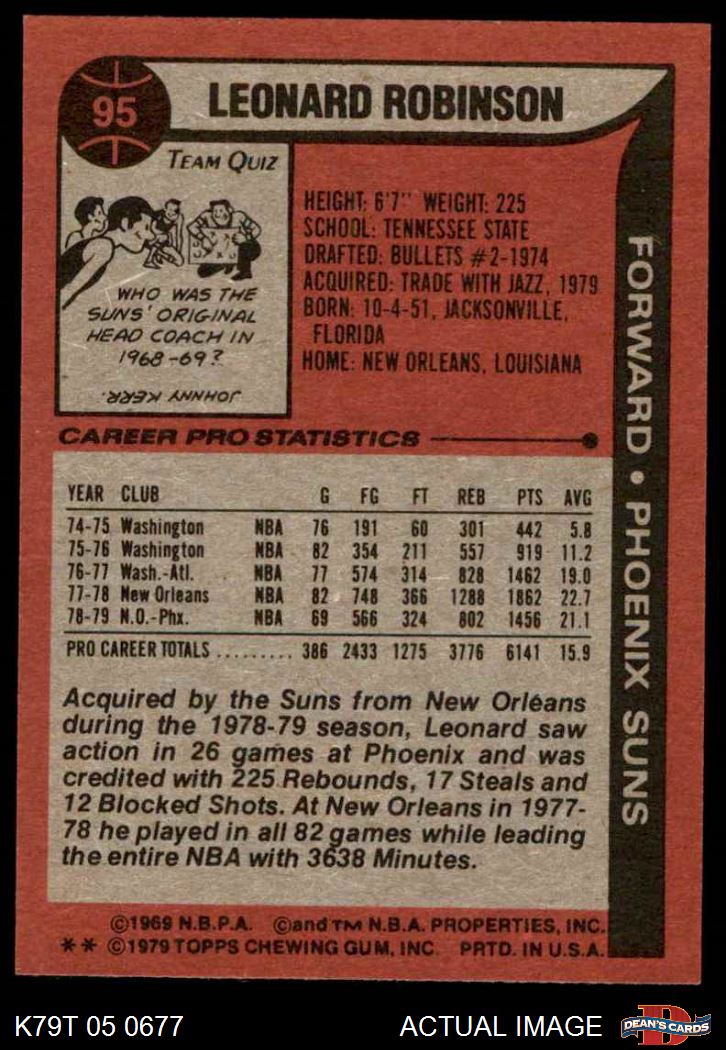 95
LEONARD ROBINSON
TEAM QUIZ
WHO WAS THE
SUNS' ORIGINAL
HEAD COACH IN
1968-69?
JOHNNY KERR.
HEIGHT: 6'7" WEIGHT: 225
SCHOOL: TENNESSEE STATE
DRAFTED: BULLETS #2-1974
ACQUIRED: TRADE WITH JAZZ, 1979
BORN: 10-4-51, JACKSONVILLE,
FLORIDA
HOME: NEW ORLEANS, LOUISIANA
FORWARD • PHOENIX SUNS
CAREER PRO STATISTICS
YEAR CLUB G FG FT REB PTS AVG
74-75 Washington NBA 76 191 60 301 442 5.8
75-76 Washington NBA 82 354 211 557 919 11.2
76-77 Wash.-Atl. NBA 77 574 314 828 1462 19.0
77-78 New Orleans NBA 82 748 366 1288 1862 22.7
78-79 N.O.-Phx. NBA 69 566 324 802 1456 21.1
PRO CAREER TOTALS ......... 386 2433 1275 3776 6141 15.9
Acquired by the Suns from New Orleans
during the 1978-79 season, Leonard saw
action in 26 games at Phoenix and was
credited with 225 Rebounds, 17 Steals and
12 Blocked Shots. At New Orleans in 1977-
78 he played in all 82 games while leading
the entire NBA with 3638 Minutes.
©1969 N.B.P.A. ©and TM N.B.A. PROPERTIES, INC.
** ©1979 TOPPS CHEWING GUM, INC. PRTD. IN U.S.A.
K79T 05 0677
ACTUAL IMAGE
D
DEAN'S CARDS